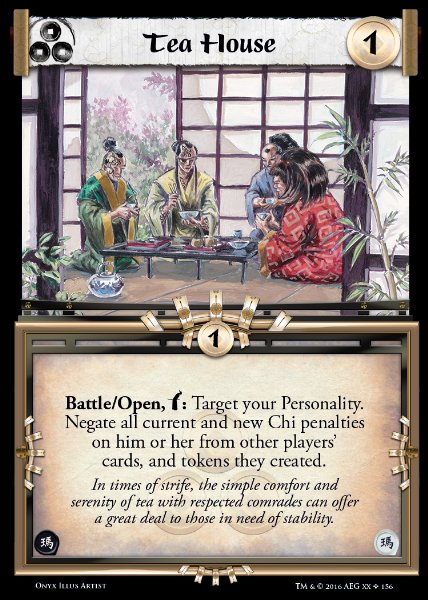 Tea House
1
1
Battle/Open, : Target your Personality.
Negate all current and new Chi penalties
on him or her from other players'
cards, and tokens they created.
In times of strife, the simple comfort and
serenity of tea with respected comrades can offer
a great deal to those in need of stability.
瑪 瑪
Onyx Illus Artist
TM & © 2016 AEG XX ❖ 156